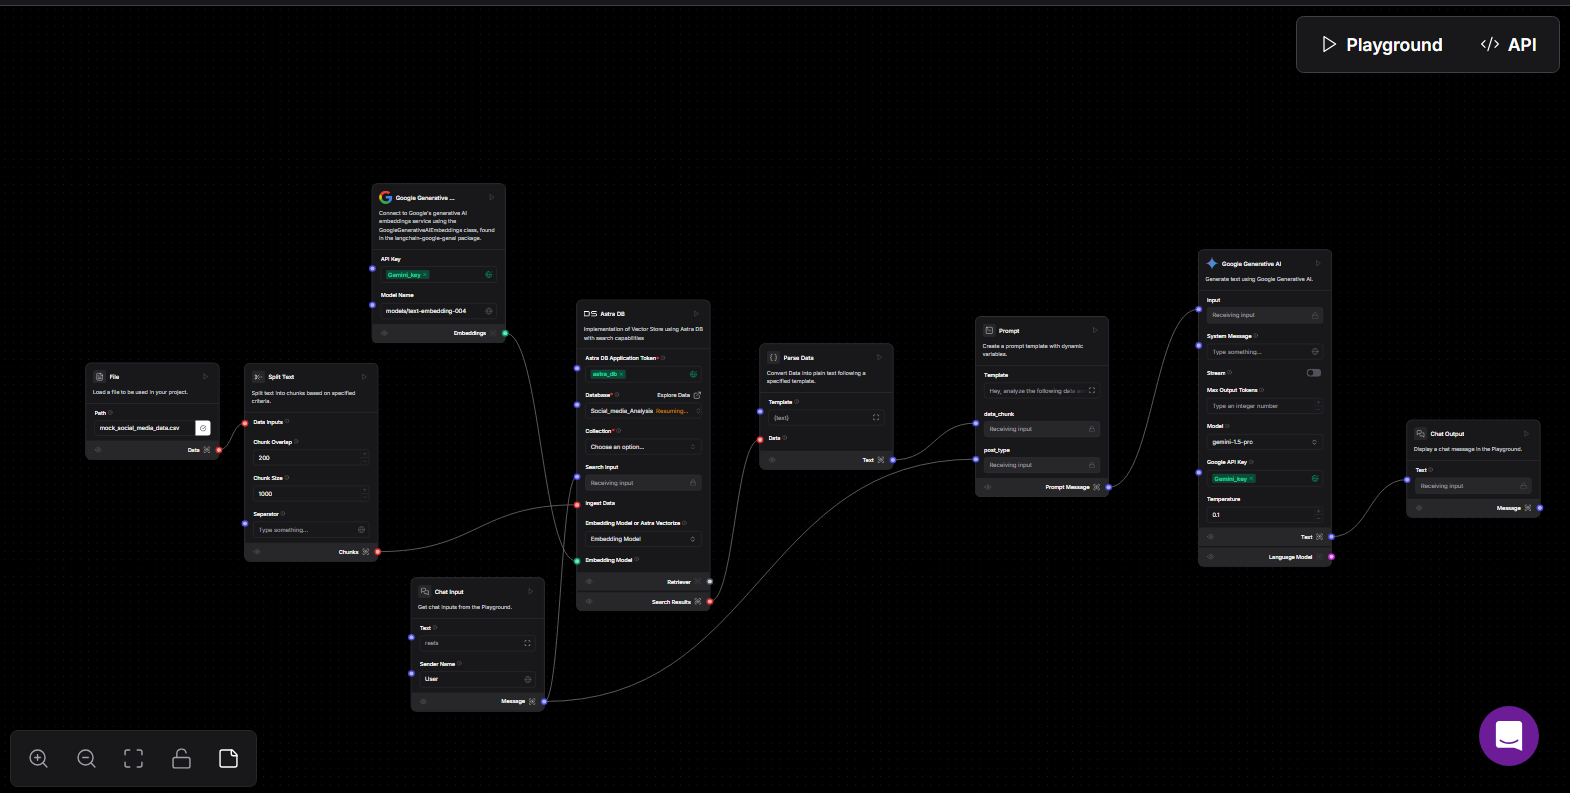 Playground
API
Google Generative ...
Connect to Google's generative AI
embeddings service using the
GoogleGenerativeAIEmbeddings class, found
in the langchain-google-genai package.
API Key
Gemini_key ×
Model Name
models/text-embedding-004
Embeddings
File
Load a file to be used in your project.
Path
mock_social_media_data.csv
Data
Split Text
Split text into chunks based on specified
criteria.
Data Inputs
Chunk Overlap
200
Chunk Size
1000
Separator
Type something...
Chunks
Chat Input
Get chat inputs from the Playground.
Text
reels
Sender Name
User
Message
DS Astra DB
Implementation of Vector Store using Astra DB
with search capabilities
Astra DB Application Token*
astra_db ×
Database* Explore Data
Social_media_Analysis Resuming...
Collection*
Choose an option...
Search Input
Receiving input
Ingest Data
Embedding Model or Astra Vectorize
Embedding Model
Embedding Model
Retriever
Search Results
Parse Data
Convert Data into plain text following a
specified template.
Template
{text}
Data
Text
Prompt
Create a prompt template with dynamic
variables.
Template
Hey, analyze the following data
data_chunk
Receiving input
post_type
Receiving input
Prompt Message
Google Generative AI
Generate text using Google Generative AI.
Input
Receiving input
System Message
Type something...
Stream
Max Output Tokens
Type an integer number
Model
gemini-1.5-pro
Google API Key
Gemini_key ×
Temperature
0.1
Text
Language Model
Chat Output
Display a chat message in the Playground.
Text
Receiving input
Message